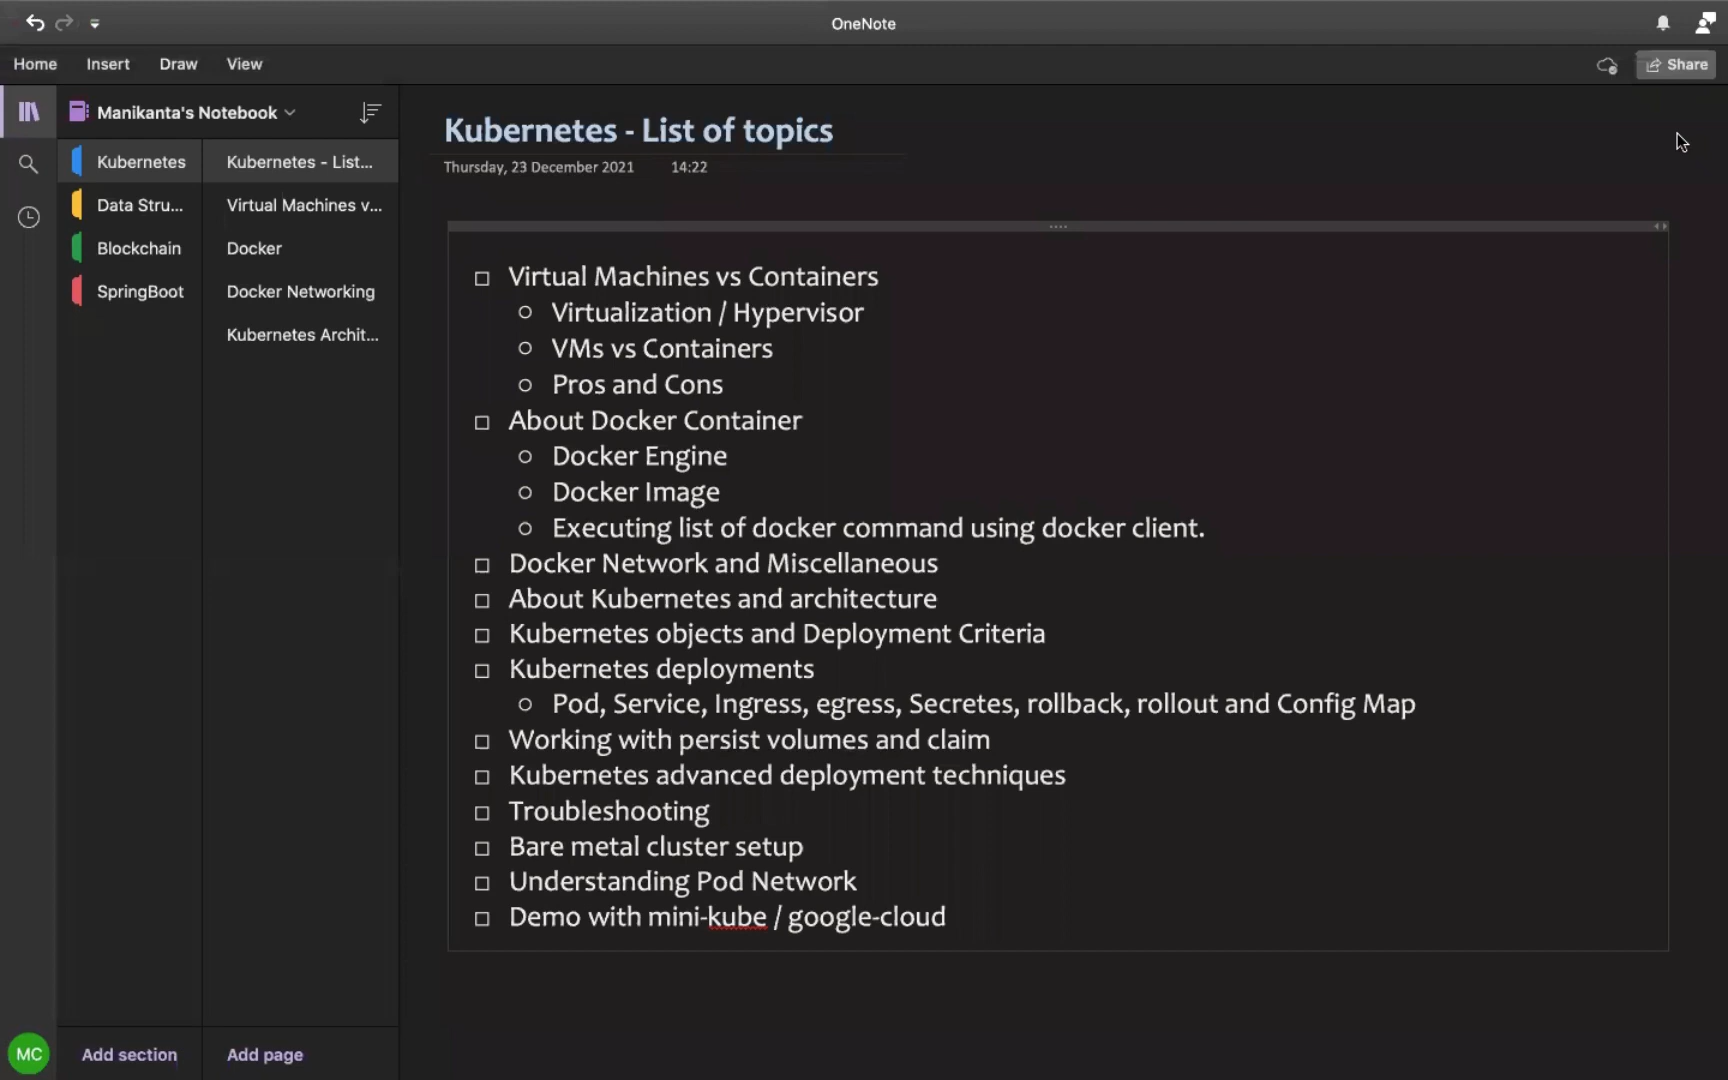 OneNote
Home Insert Draw View Share
Manikanta's Notebook
Kubernetes
Data Stru...
Blockchain
SpringBoot
Kubernetes - List...
Virtual Machines v...
Docker
Docker Networking
Kubernetes Archit...
Kubernetes - List of topics
Thursday, 23 December 2021 14:22
Virtual Machines vs Containers
Virtualization / Hypervisor
VMs vs Containers
Pros and Cons
About Docker Container
Docker Engine
Docker Image
Executing list of docker command using docker client.
Docker Network and Miscellaneous
About Kubernetes and architecture
Kubernetes objects and Deployment Criteria
Kubernetes deployments
Pod, Service, Ingress, egress, Secretes, rollback, rollout and Config Map
Working with persist volumes and claim
Kubernetes advanced deployment techniques
Troubleshooting
Bare metal cluster setup
Understanding Pod Network
Demo with mini-kube / google-cloud
MC
Add section
Add page